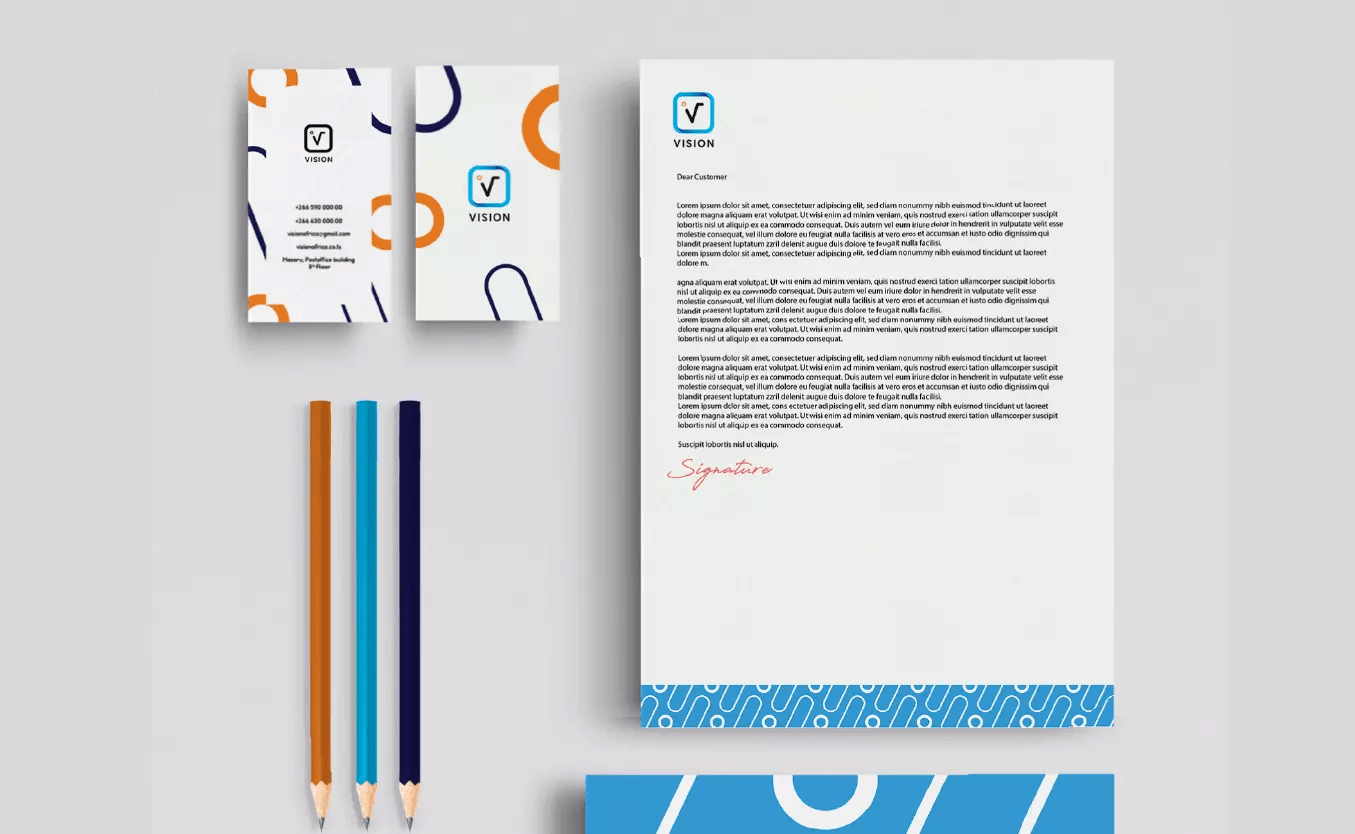 VISION
+266 590 000 00
+266 630 000 00
visionafrica@gmail.com
visionafrica.co.ls
Maseru, Postoffice building
8th Floor
VISION
VISION
Dear Customer
Lorem ipsum dolor sit amet, consectetuer adipiscing elit, sed diam nonummy nibh euismod tincidunt ut laoreet
dolore magna aliquam erat volutpat. Ut wisi enim ad minim veniam, quis nostrud exerci tation ullamcorper suscipit
lobortis nisl ut aliquip ex ea commodo consequat. Duis autem vel eum iriure dolor in hendrerit in vulputate velit esse
molestie consequat, vel illum dolore eu feugiat nulla facilisis at vero eros et accumsan et iusto odio dignissim qui
blandit praesent luptatum zzril delenit augue duis dolore te feugait nulla facilisi.
Lorem ipsum dolor sit amet, cons ectetuer adipiscing elit, sed diam nonummy nibh euismod tincidunt ut laoreet
dolore m.
agna aliquam erat volutpat. Ut wisi enim ad minim veniam, quis nostrud exerci tation ullamcorper suscipit lobortis
nisl ut aliquip ex ea commodo consequat. Duis autem vel eum iriure dolor in hendrerit in vulputate velit esse
molestie consequat, vel illum dolore eu feugiat nulla facilisis at vero eros et accumsan et iusto odio dignissim qui
blandit praesent luptatum zzril delenit augue duis dolore te feugait nulla facilisi.
Lorem ipsum dolor sit amet, cons ectetuer adipiscing elit, sed diam nonummy nibh euismod tincidunt ut laoreet
dolore magna aliquam erat volutpat. Ut wisi enim ad minim veniam, quis nostrud exerci tation ullamcorper suscipit
lobortis nisl ut aliquip ex ea commodo consequat.
Lorem ipsum dolor sit amet, consectetuer adipiscing elit, sed diam nonummy nibh euismod tincidunt ut laoreet
dolore magna aliquam erat volutpat. Ut wisi enim ad minim veniam, quis nostrud exerci tation ullamcorper suscipit
lobortis nisl ut aliquip ex ea commodo consequat. Duis autem vel eum iriure dolor in hendrerit in vulputate velit esse
molestie consequat, vel illum dolore eu feugiat nulla facilisis at vero eros et accumsan et iusto odio dignissim qui
blandit praesent luptatum zzril delenit augue duis dolore te feugait nulla facilisi.
Lorem ipsum dolor sit amet, cons ectetuer adipiscing elit, sed diam nonummy nibh euismod tincidunt ut laoreet
dolore magna aliquam erat volutpat. Ut wisi enim ad minim veniam, quis nostrud exerci tation ullamcorper suscipit
lobortis nisl ut aliquip ex ea commodo consequat.
Suscipit lobortis nisl ut aliquip.
Signature